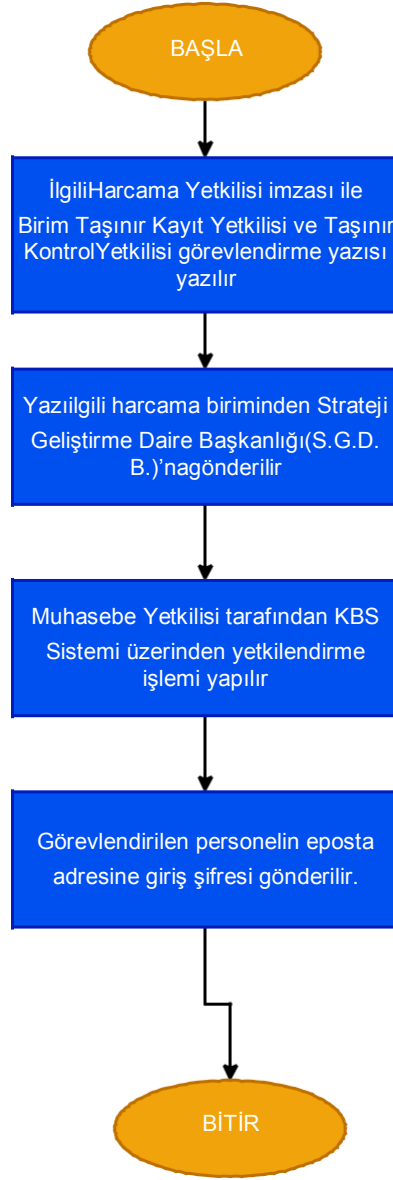 BAŞLA
İlgiliHarcama Yetkilisi imzası ile
Birim Taşınır Kayıt Yetkilisi ve Taşınır
KontrolYetkilisi görevlendirme yazısı
yazılır
Yazıilgili harcama biriminden Strateji
Geliştirme Daire Başkanlığı(S.G.D.
B.)’nagönderilir
Muhasebe Yetkilisi tarafından KBS
Sistemi üzerinden yetkilendirme
işlemi yapılır
Görevlendirilen personelin eposta
adresine giriş şifresi gönderilir.
BİTİR